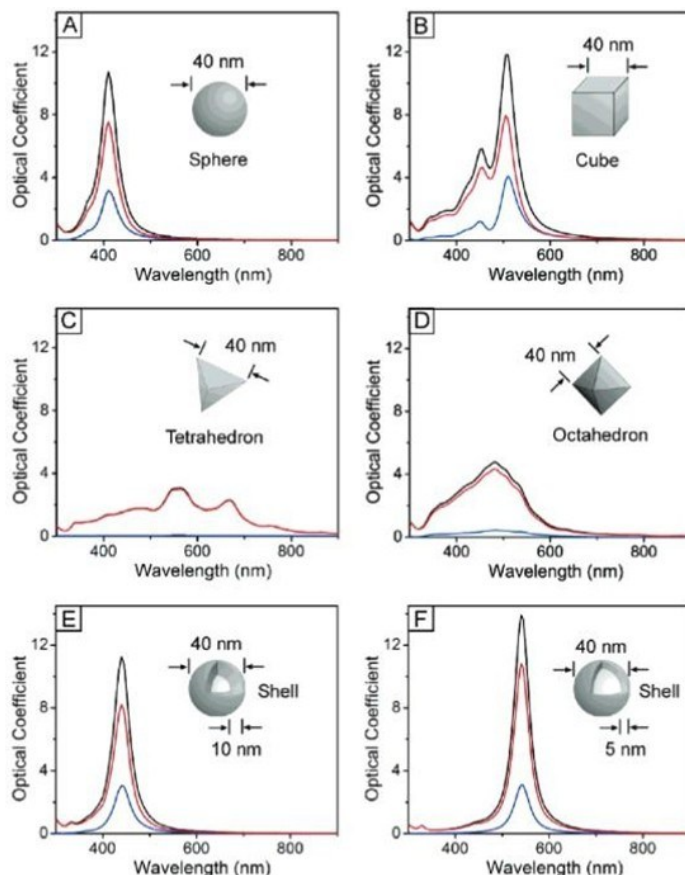 A
Optical Coefficient
12
8
4
0
400 600 800
Wavelength (nm)
40 nm
Sphere
B
Optical Coefficient
12
8
4
0
400 600 800
Wavelength (nm)
40 nm
Cube
C
Optical Coefficient
12
8
4
0
400 600 800
Wavelength (nm)
40 nm
Tetrahedron
D
Optical Coefficient
12
8
4
0
400 600 800
Wavelength (nm)
40 nm
Octahedron
E
Optical Coefficient
12
8
4
0
400 600 800
Wavelength (nm)
40 nm
Shell
10 nm
F
Optical Coefficient
12
8
4
0
400 600 800
Wavelength (nm)
40 nm
Shell
5 nm